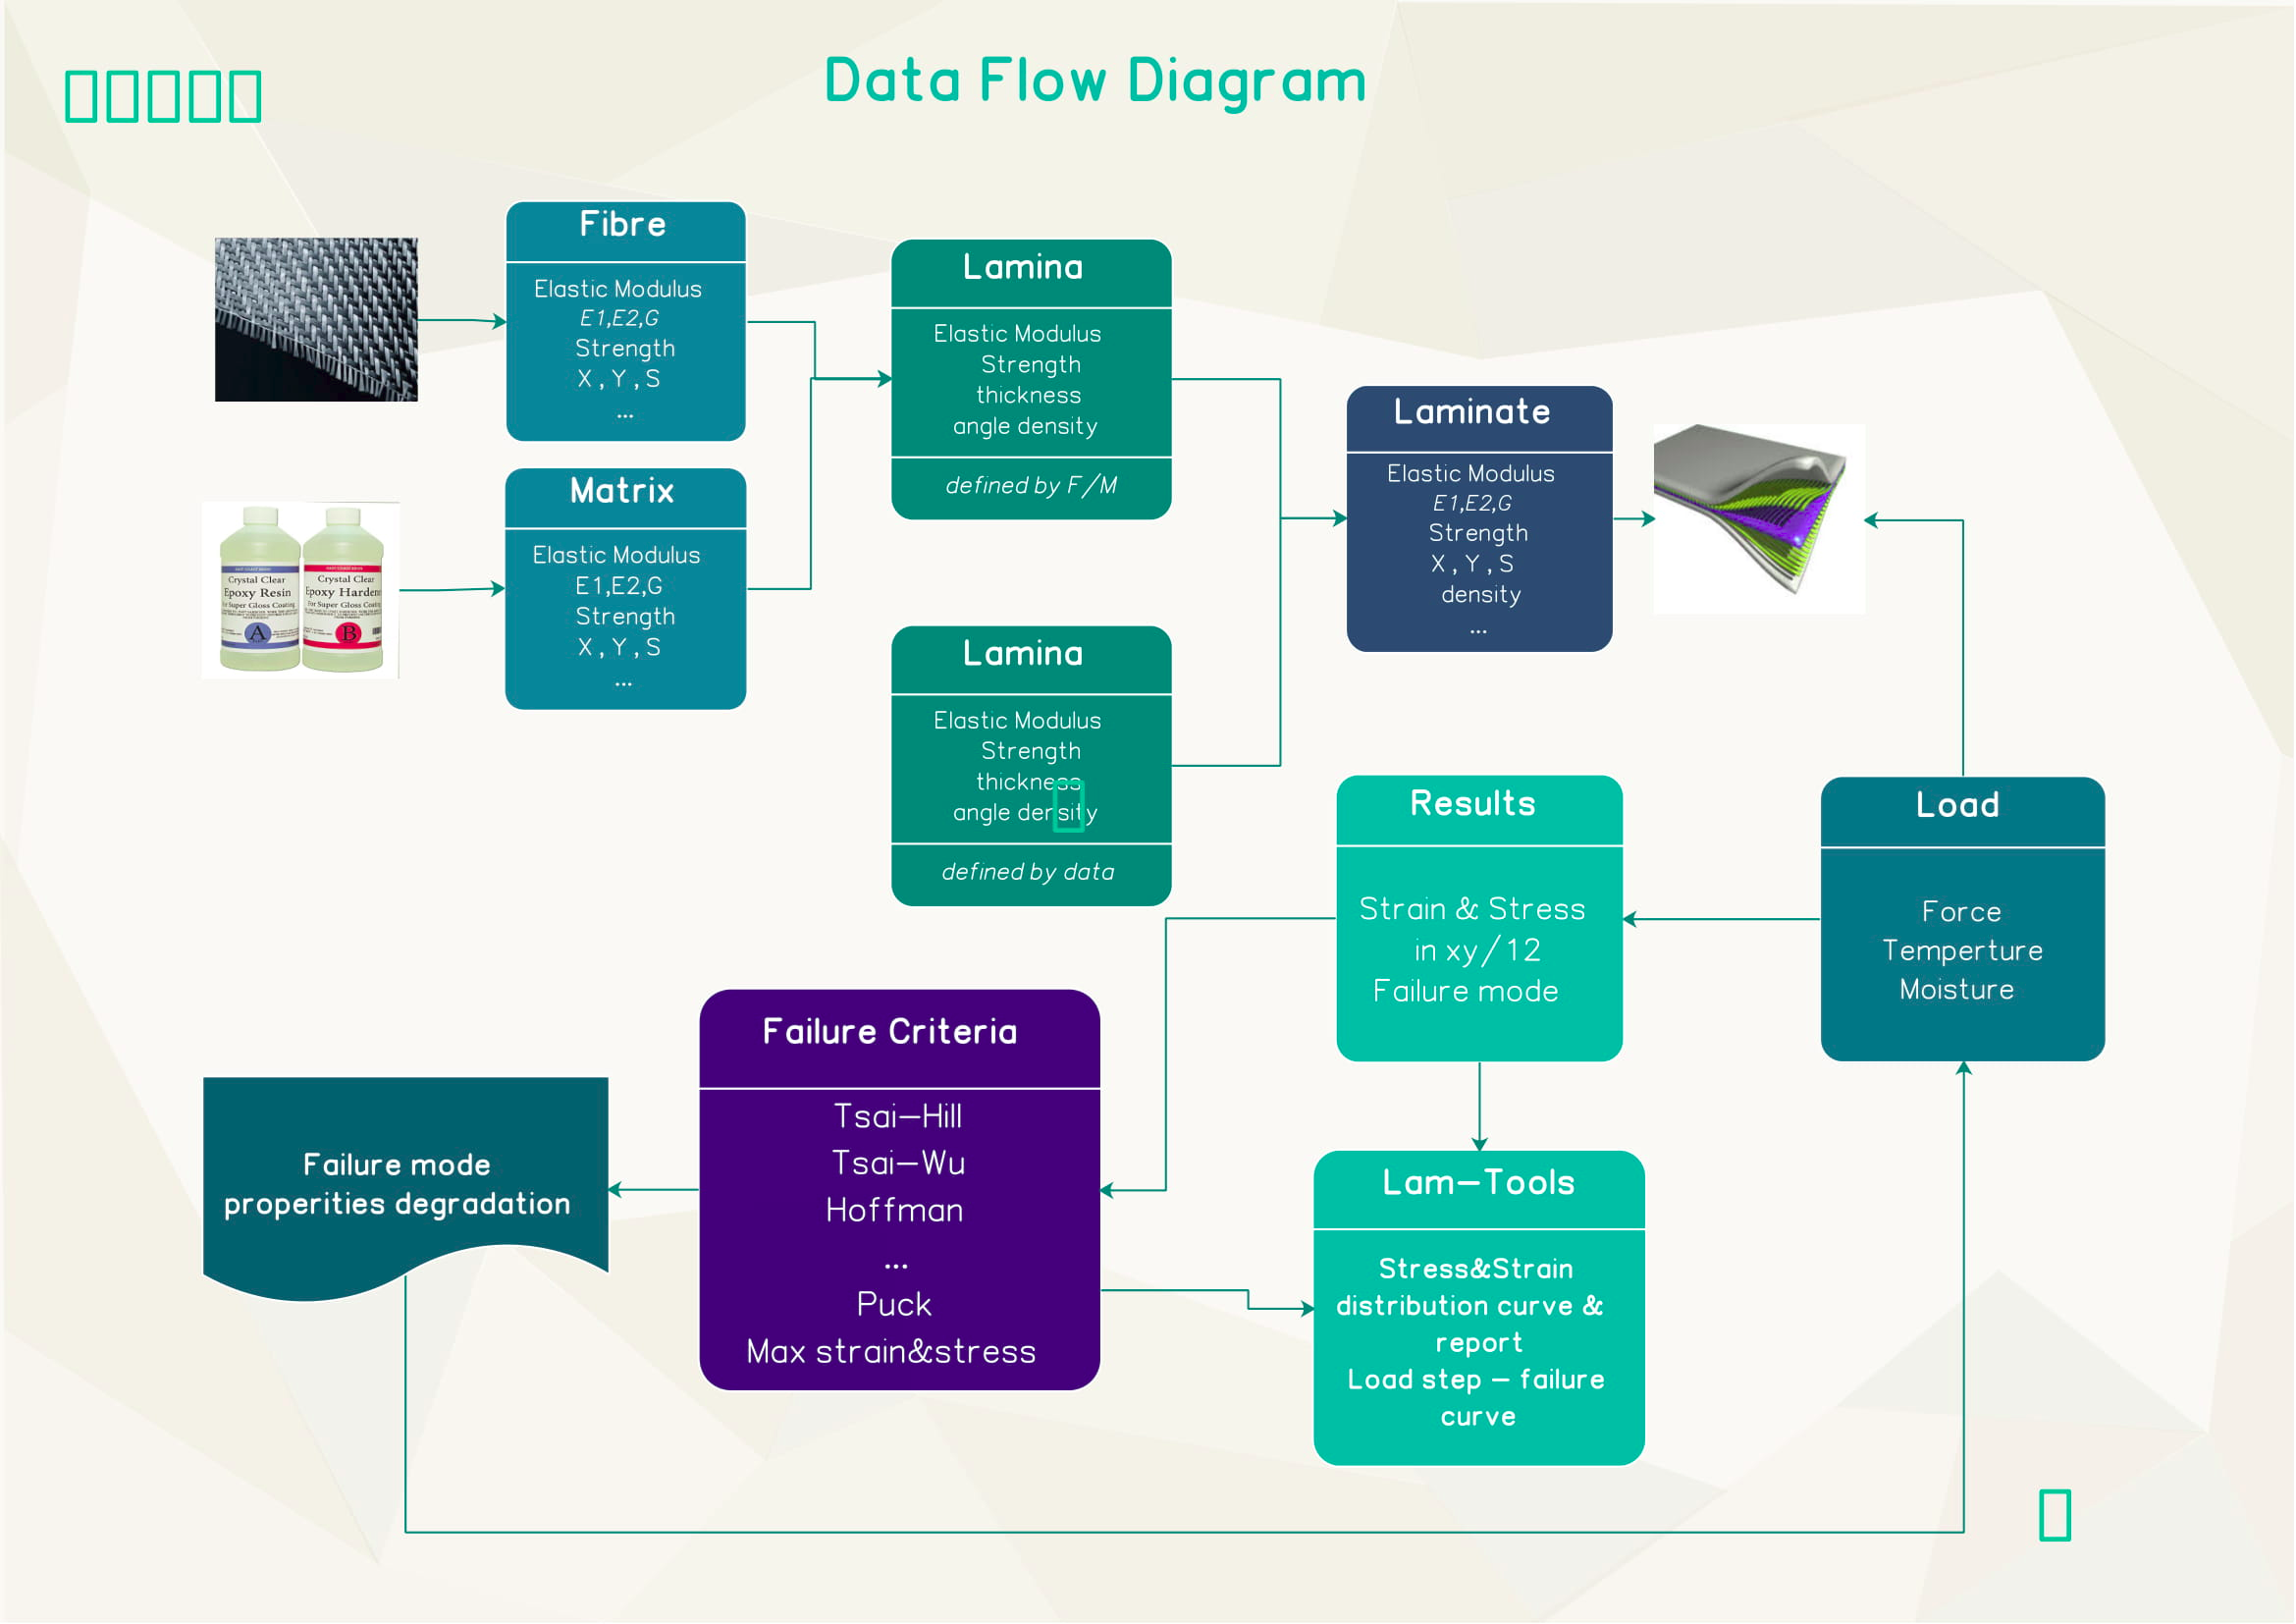 Data Flow Diagram
Fibre
Elastic Modulus
E1,E2,G
Strength
X , Y , S
...
Matrix
Elastic Modulus
E1,E2,G
Strength
X , Y , S
...
Crystal Clear
Epoxy Resin
For Super Gloss Coating
A
Crystal Clear
Epoxy Hardener
For Super Gloss Coating
B
Lamina
Elastic Modulus
Strength
thickness
angle density
defined by F/M
Lamina
Elastic Modulus
Strength
thickness
angle density
defined by data
Laminate
Elastic Modulus
E1,E2,G
Strength
X , Y , S
density
...
Results
Strain & Stress
in xy/12
Failure mode
Load
Force
Temperture
Moisture
Failure Criteria
Tsai-Hill
Tsai-Wu
Hoffman
...
Puck
Max strain&stress
Failure mode
properities degradation
Lam-Tools
Stress&Strain
distribution curve &
report
Load step - failure
curve